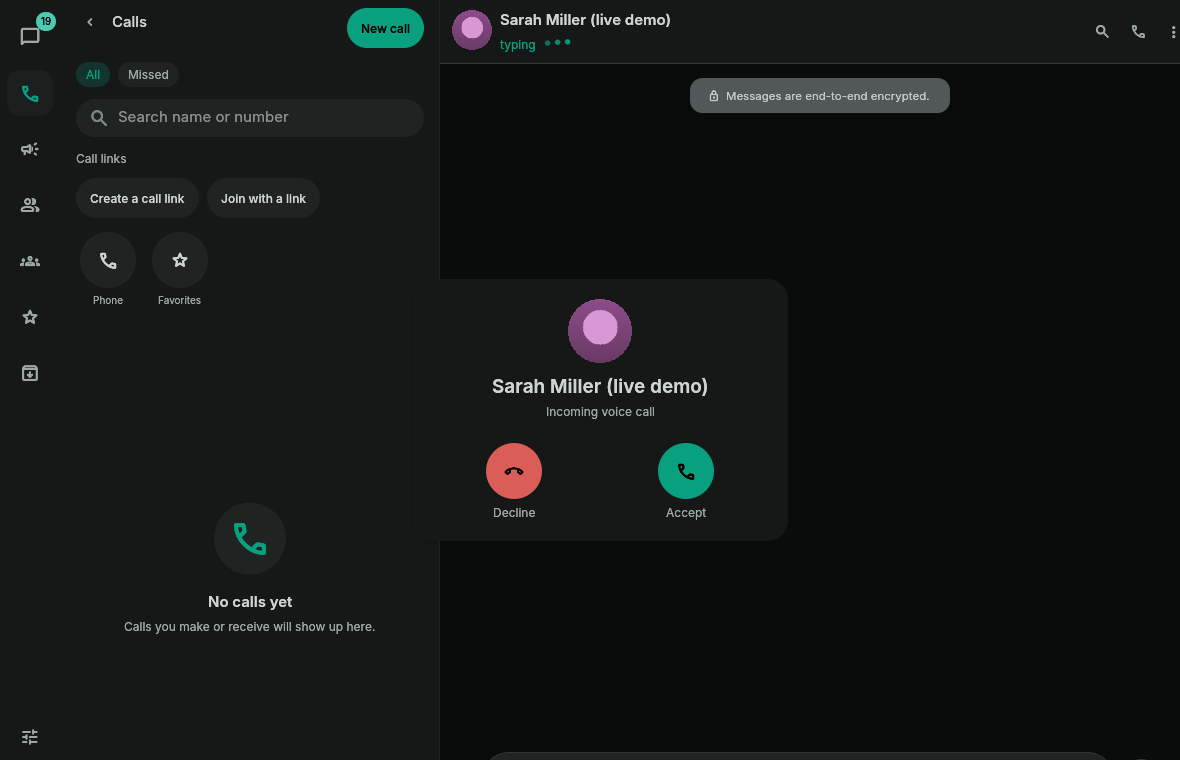 19
Calls
New call
All
Missed
Search name or number
Call links
Create a call link
Join with a link
Phone
Favorites
No calls yet
Calls you make or receive will show up here.
Sarah Miller (live demo)
typing
Messages are end-to-end encrypted.
Sarah Miller (live demo)
Incoming voice call
Decline
Accept